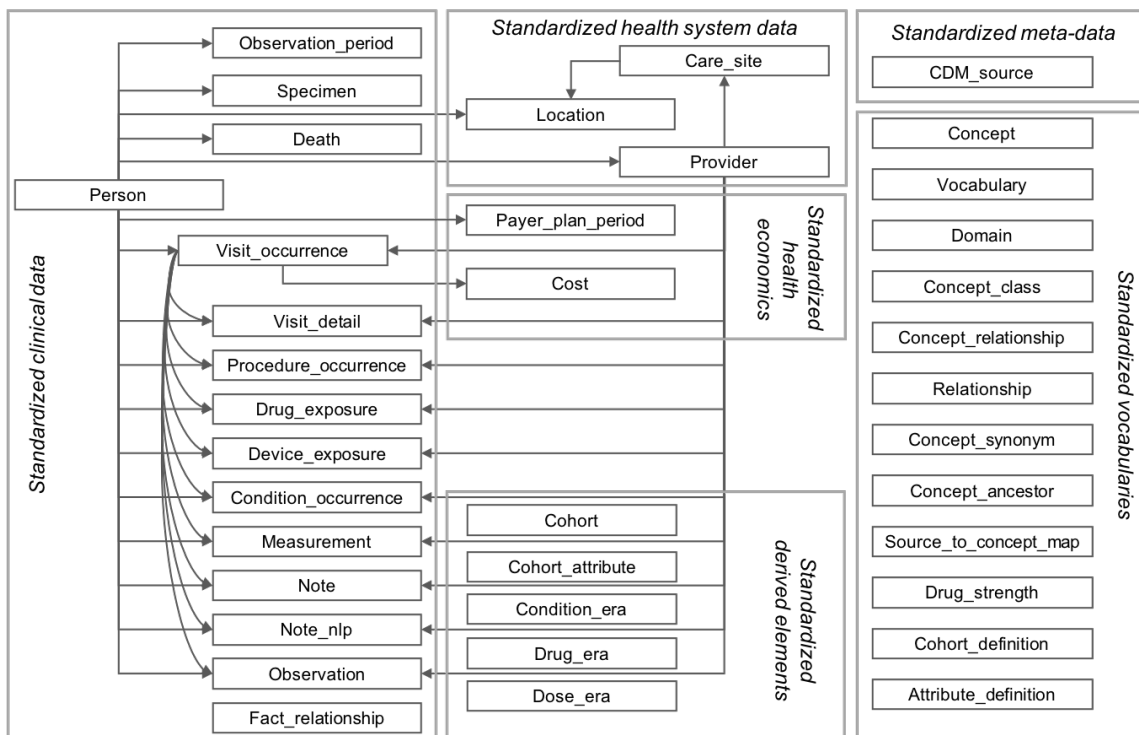 Standardized clinical data
Person
Observation_period
Specimen
Death
Visit_occurrence
Visit_detail
Procedure_occurrence
Drug_exposure
Device_exposure
Condition_occurrence
Measurement
Note
Note_nlp
Observation
Fact_relationship
Standardized health system data
Care_site
Location
Provider
Standardized
health
economics
Payer_plan_period
Cost
Standardized
derived elements
Cohort
Cohort_attribute
Condition_era
Drug_era
Dose_era
Standardized meta-data
CDM_source
Standardized vocabularies
Concept
Vocabulary
Domain
Concept_class
Concept_relationship
Relationship
Concept_synonym
Concept_ancestor
Source_to_concept_map
Drug_strength
Cohort_definition
Attribute_definition